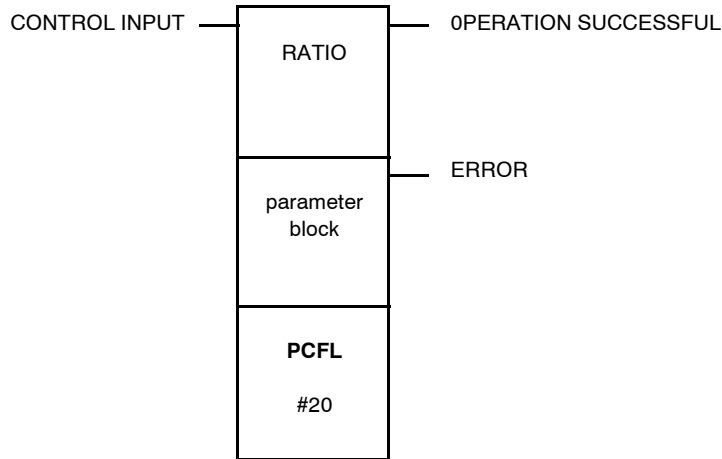 CONTROL INPUT
0PERATION SUCCESSFUL
RATIO
ERROR
parameter
block
PCFL
#20